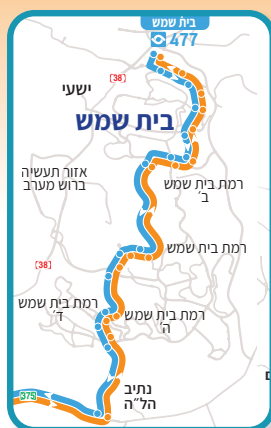 בית שמש
477
[38]
ישעי
בית שמש
אזור תעשיה
ברוש מערב
רמת בית שמש
ב׳
רמת בית שמש
[38]
רמת בית שמש
ד׳
רמת בית שמש
ה׳
נתיב
הל״ה
375